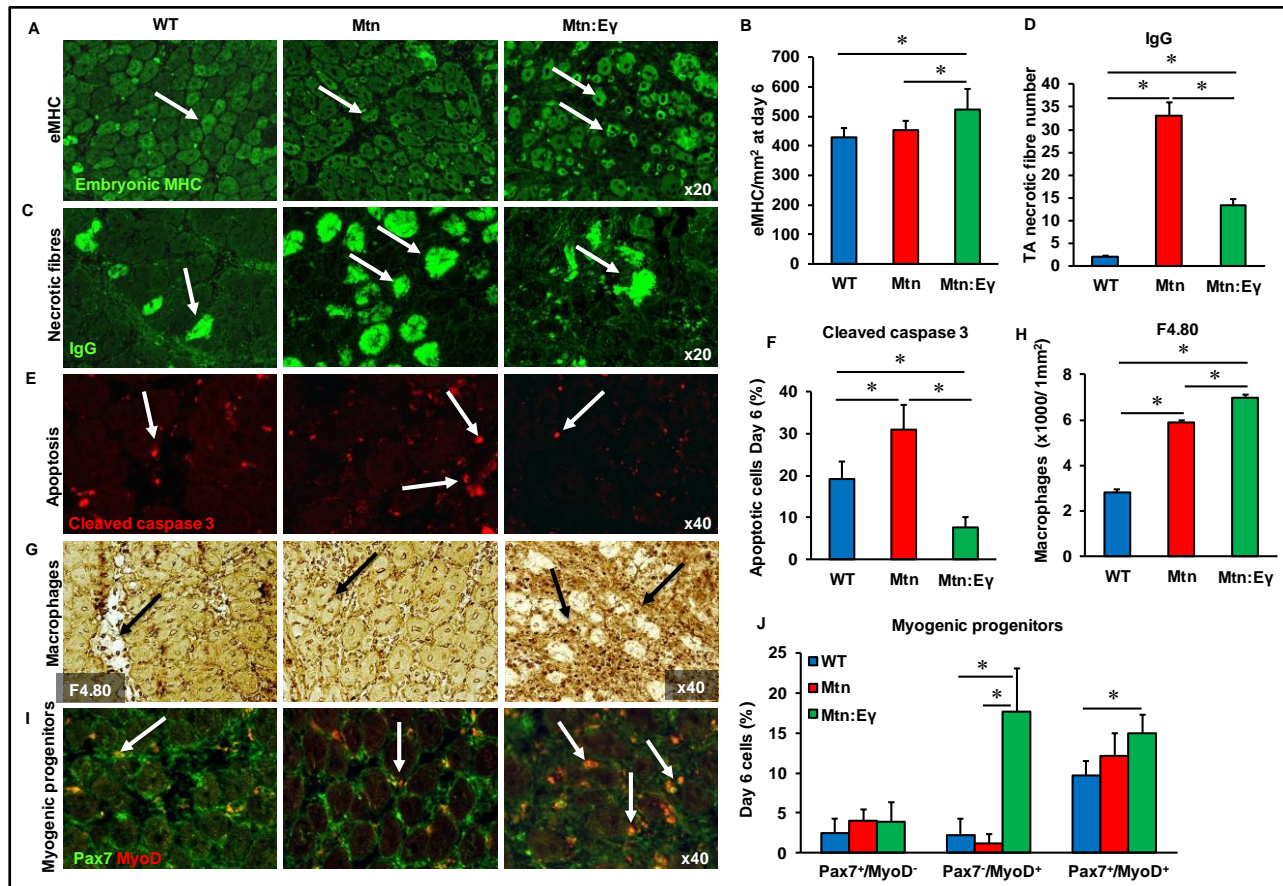 WT Mtn Mtn:Eγ
A
eMHC
Embryonic MHC
x20
B
eMHC/mm² at day 6
700
600
500
400
300
200
100
0
*
*
WT Mtn Mtn:Eγ
C
Necrotic fibres
IgG
x20
D
IgG
TA necrotic fibre number
40
35
30
25
20
15
10
5
0
*
* *
WT Mtn Mtn:Eγ
E
Apoptosis
Cleaved caspase 3
x40
F
Cleaved caspase 3
Apoptotic cells Day 6 (%)
40
30
20
10
0
*
* *
WT Mtn Mtn:Eγ
G
Macrophages
F4.80
x40
H
F4.80
Macrophages (x1000/ 1mm²)
8
6
4
2
0
*
*
*
WT Mtn Mtn:Eγ
I
Myogenic progenitors
Pax7 MyoD
x40
J
Myogenic progenitors
WT
Mtn
Mtn:Eγ
Day 6 cells (%)
25
20
15
10
5
0
*
*
*
Pax7⁺/MyoD⁻ Pax7⁻/MyoD⁺ Pax7⁺/MyoD⁺